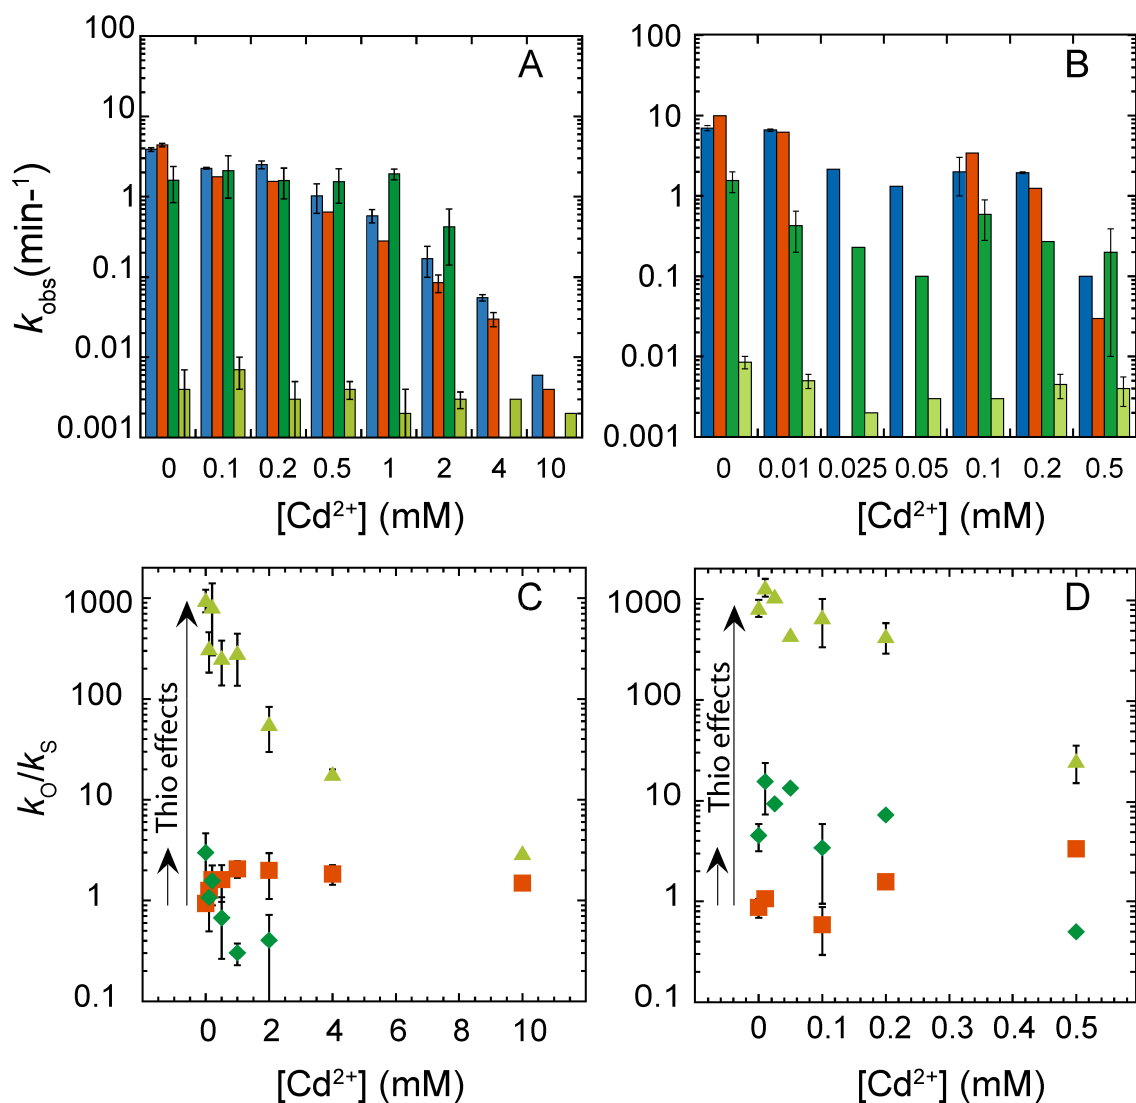 A
100
10
1
0.1
0.01
0.001
k_obs (min-¹)
0 0.1 0.2 0.5 1 2 4 10
[Cd²⁺] (mM)
B
100
10
1
0.1
0.01
0.001
0 0.01 0.025 0.05 0.1 0.2 0.5
[Cd²⁺] (mM)
C
1000
100
10
1
0.1
k_O/k_S
Thio effects
0 2 4 6 8 10
[Cd²⁺] (mM)
D
1000
100
10
1
0.1
Thio effects
0 0.1 0.2 0.3 0.4 0.5
[Cd²⁺] (mM)